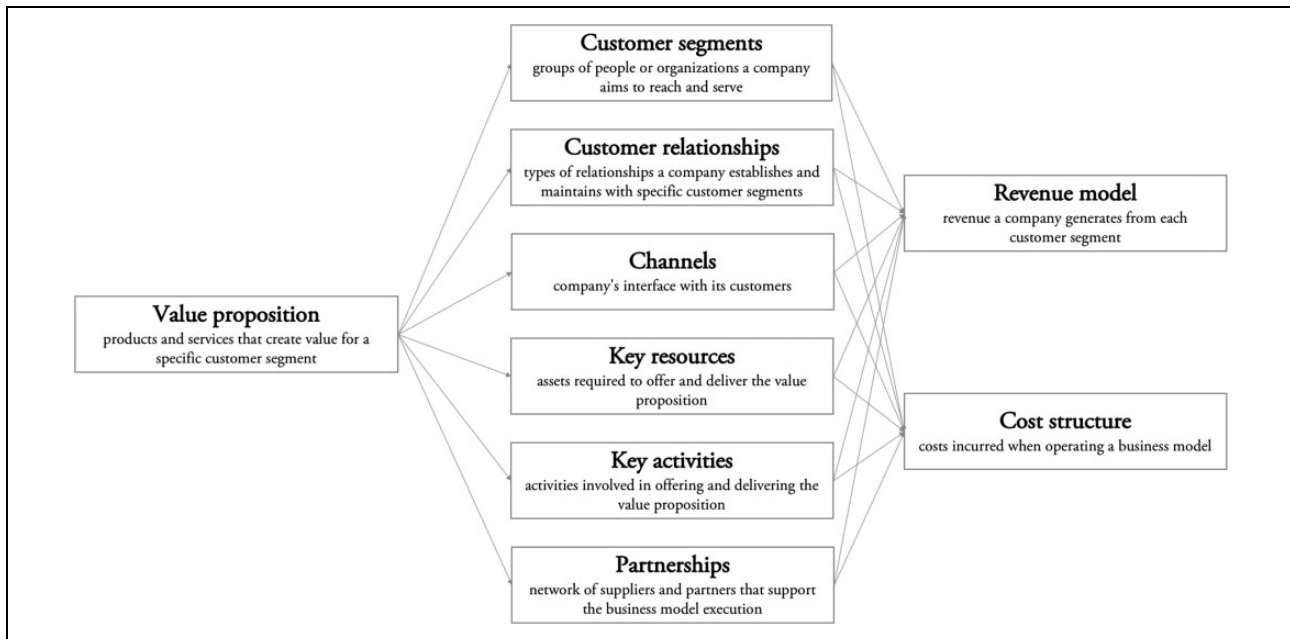 Customer segments
groups of people or organizations a company
aims to reach and serve
Customer relationships
types of relationships a company establishes and
maintains with specific customer segments
Revenue model
revenue a company generates from each
customer segment
Channels
company's interface with its customers
Value proposition
products and services that create value for a
specific customer segment
Key resources
assets required to offer and deliver the value
proposition
Cost structure
costs incurred when operating a business model
Key activities
activities involved in offering and delivering the
value proposition
Partnerships
network of suppliers and partners that support
the business model execution